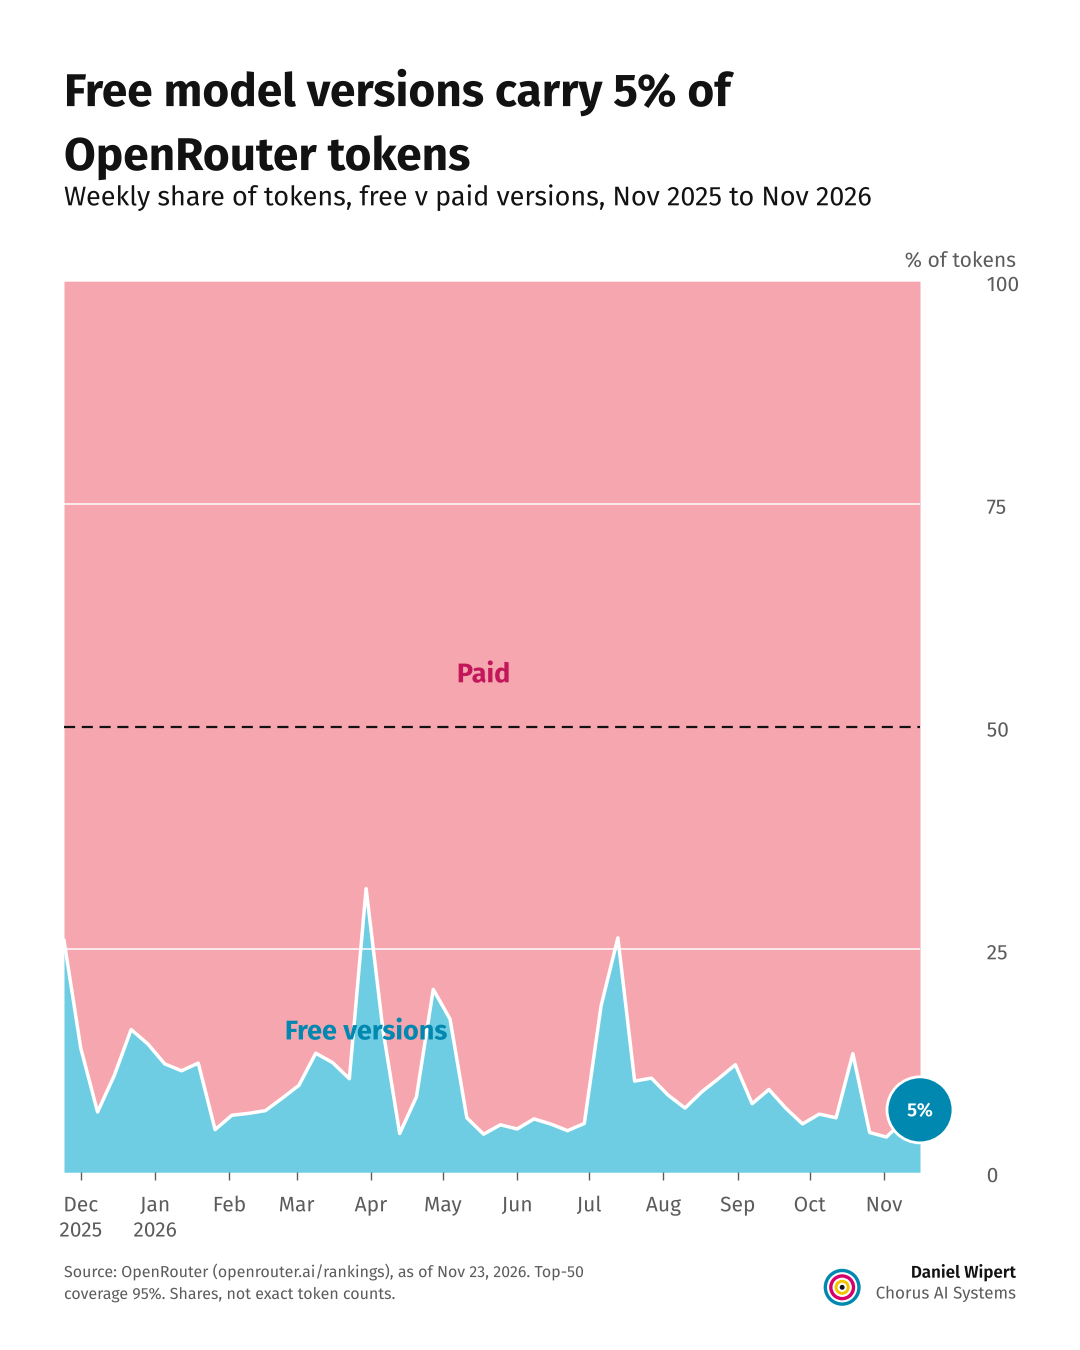 Free model versions carry 5% of
OpenRouter tokens
Weekly share of tokens, free v paid versions, Nov 2025 to Nov 2026
% of tokens
100
75
Paid
50
25
Free versions
5%
0
Dec Jan Feb Mar Apr May Jun Jul Aug Sep Oct Nov
2025 2026
Source: OpenRouter (openrouter.ai/rankings), as of Nov 23, 2026. Top-50
coverage 95%. Shares, not exact token counts.
Daniel Wipert
Chorus AI Systems